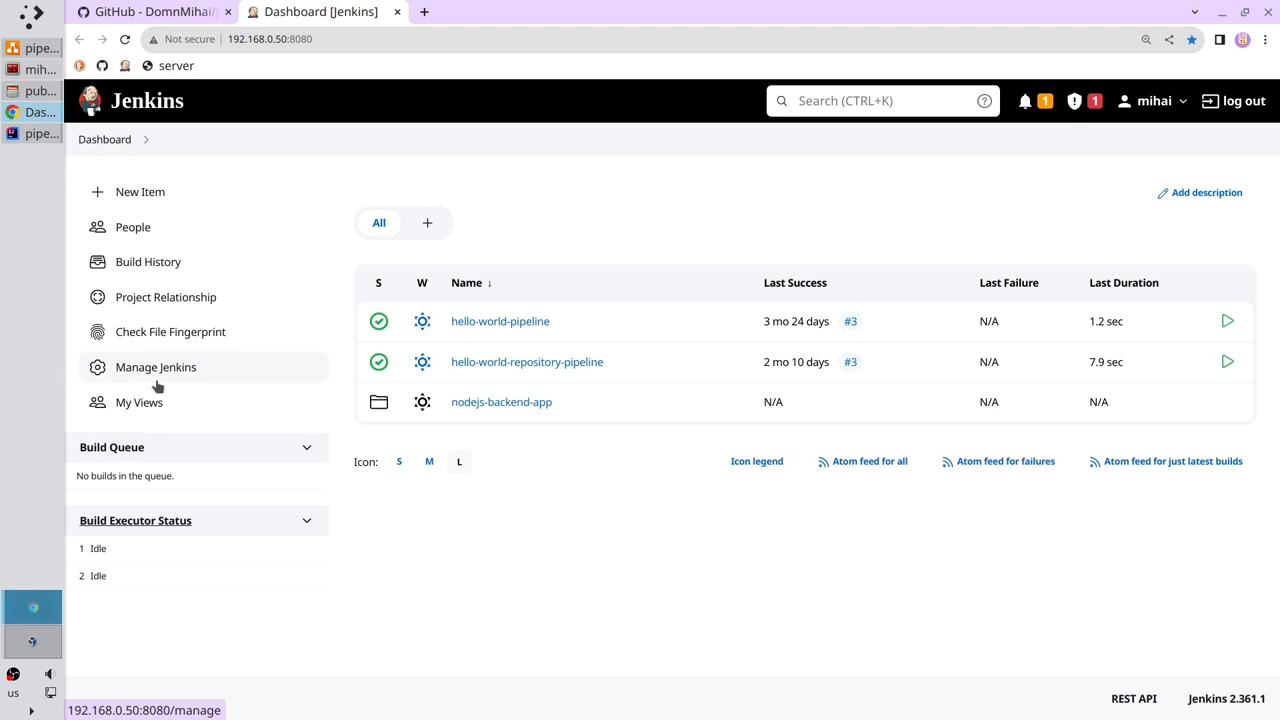 GitHub - DomnMihai/
Dashboard [Jenkins]
pipe...
mih...
pub...
Das...
pipe...
Not secure
192.168.0.50:8080
server
Jenkins
Search (CTRL+K)
1
1
mihai
log out
Dashboard
New Item
People
Build History
Project Relationship
Check File Fingerprint
Manage Jenkins
My Views
Build Queue
No builds in the queue.
Build Executor Status
1 Idle
2 Idle
Add description
All
S W Name ↓ Last Success Last Failure Last Duration
hello-world-pipeline 3 mo 24 days #3 N/A 1.2 sec
hello-world-repository-pipeline 2 mo 10 days #3 N/A 7.9 sec
nodejs-backend-app N/A N/A N/A
Icon: S M L
Icon legend
Atom feed for all
Atom feed for failures
Atom feed for just latest builds
us
192.168.0.50:8080/manage
REST API
Jenkins 2.361.1